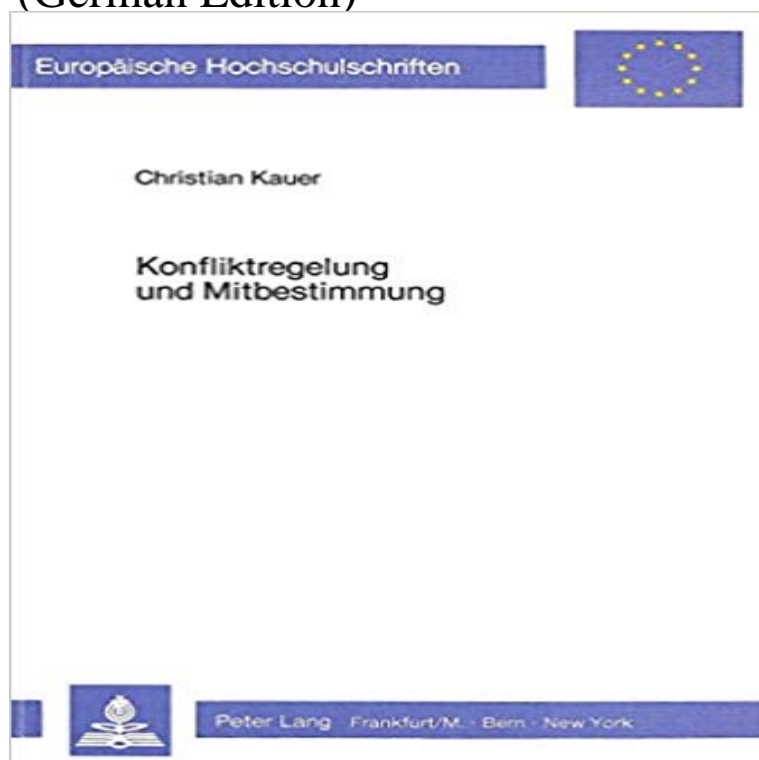 (German Edition)
Europäische Hochschulschriften
Christian Kauer
Konfliktregelung
und Mitbestimmung
Peter Lang Frankfurt/M. · Bern · New York